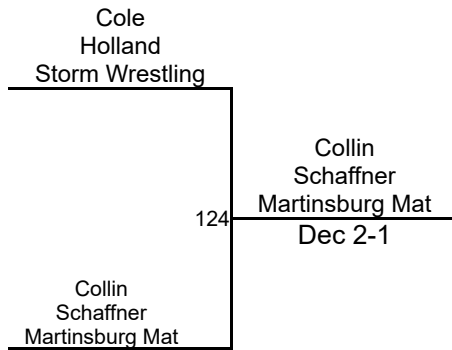 Cole
Holland
Storm Wrestling
Collin
Schaffner
Martinsburg Mat
124
Dec 2-1
Collin
Schaffner
Martinsburg Mat